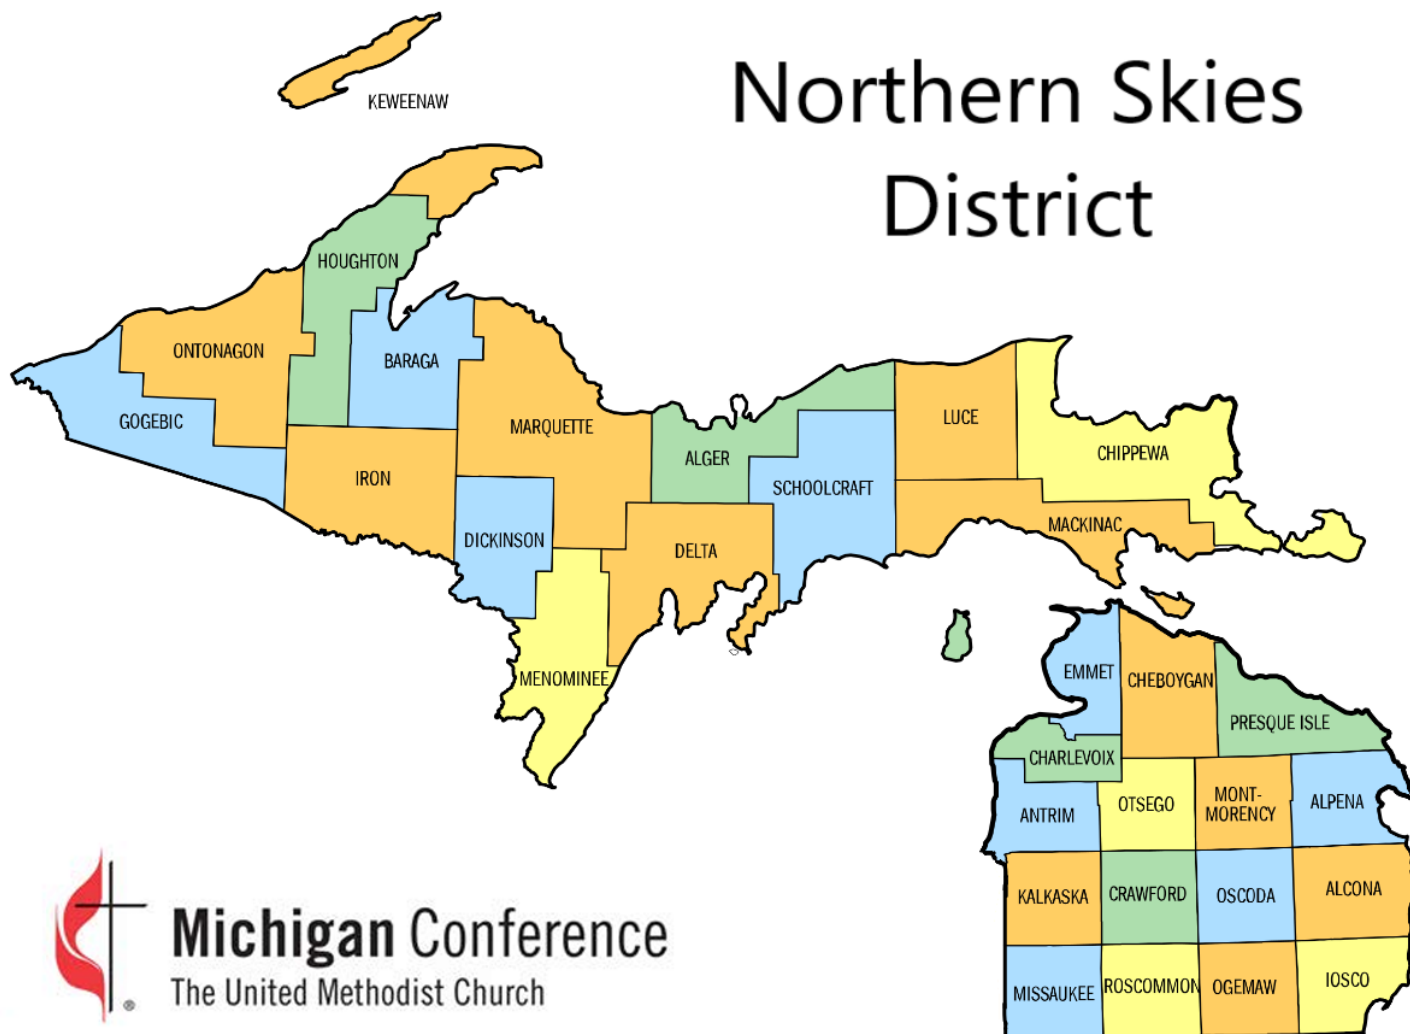 Northern Skies
District
KEWEENAW
HOUGHTON
ONTONAGON
BARAGA
GOGEBIC
MARQUETTE
LUCE
CHIPPEWA
ALGER
IRON
SCHOOLCRAFT
MACKINAC
DICKINSON
DELTA
MENOMINEE
EMMET
CHEBOYGAN
PRESQUE ISLE
CHARLEVOIX
ANTRIM
OTSEGO
MONT-
MORENCY
ALPENA
KALKASKA
CRAWFORD
OSCODA
ALCONA
MISSAUKEE
ROSCOMMON
OGEMAW
IOSCO
Michigan Conference
The United Methodist Church
®